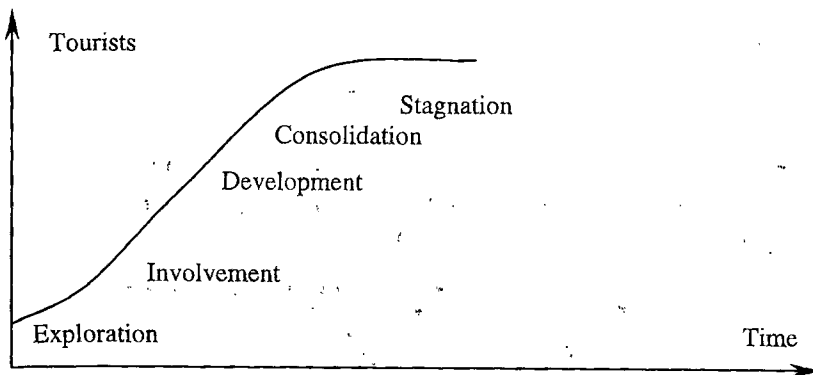 Tourists
Stagnation
Consolidation
Development
Involvement
Exploration
Time